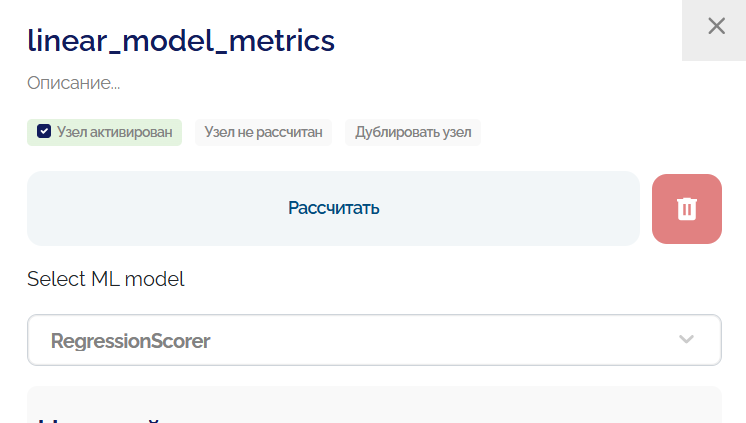 linear_model_metrics
Описание...
Узел активирован Узел не рассчитан Дублировать узел
Рассчитать
Select ML model
RegressionScorer